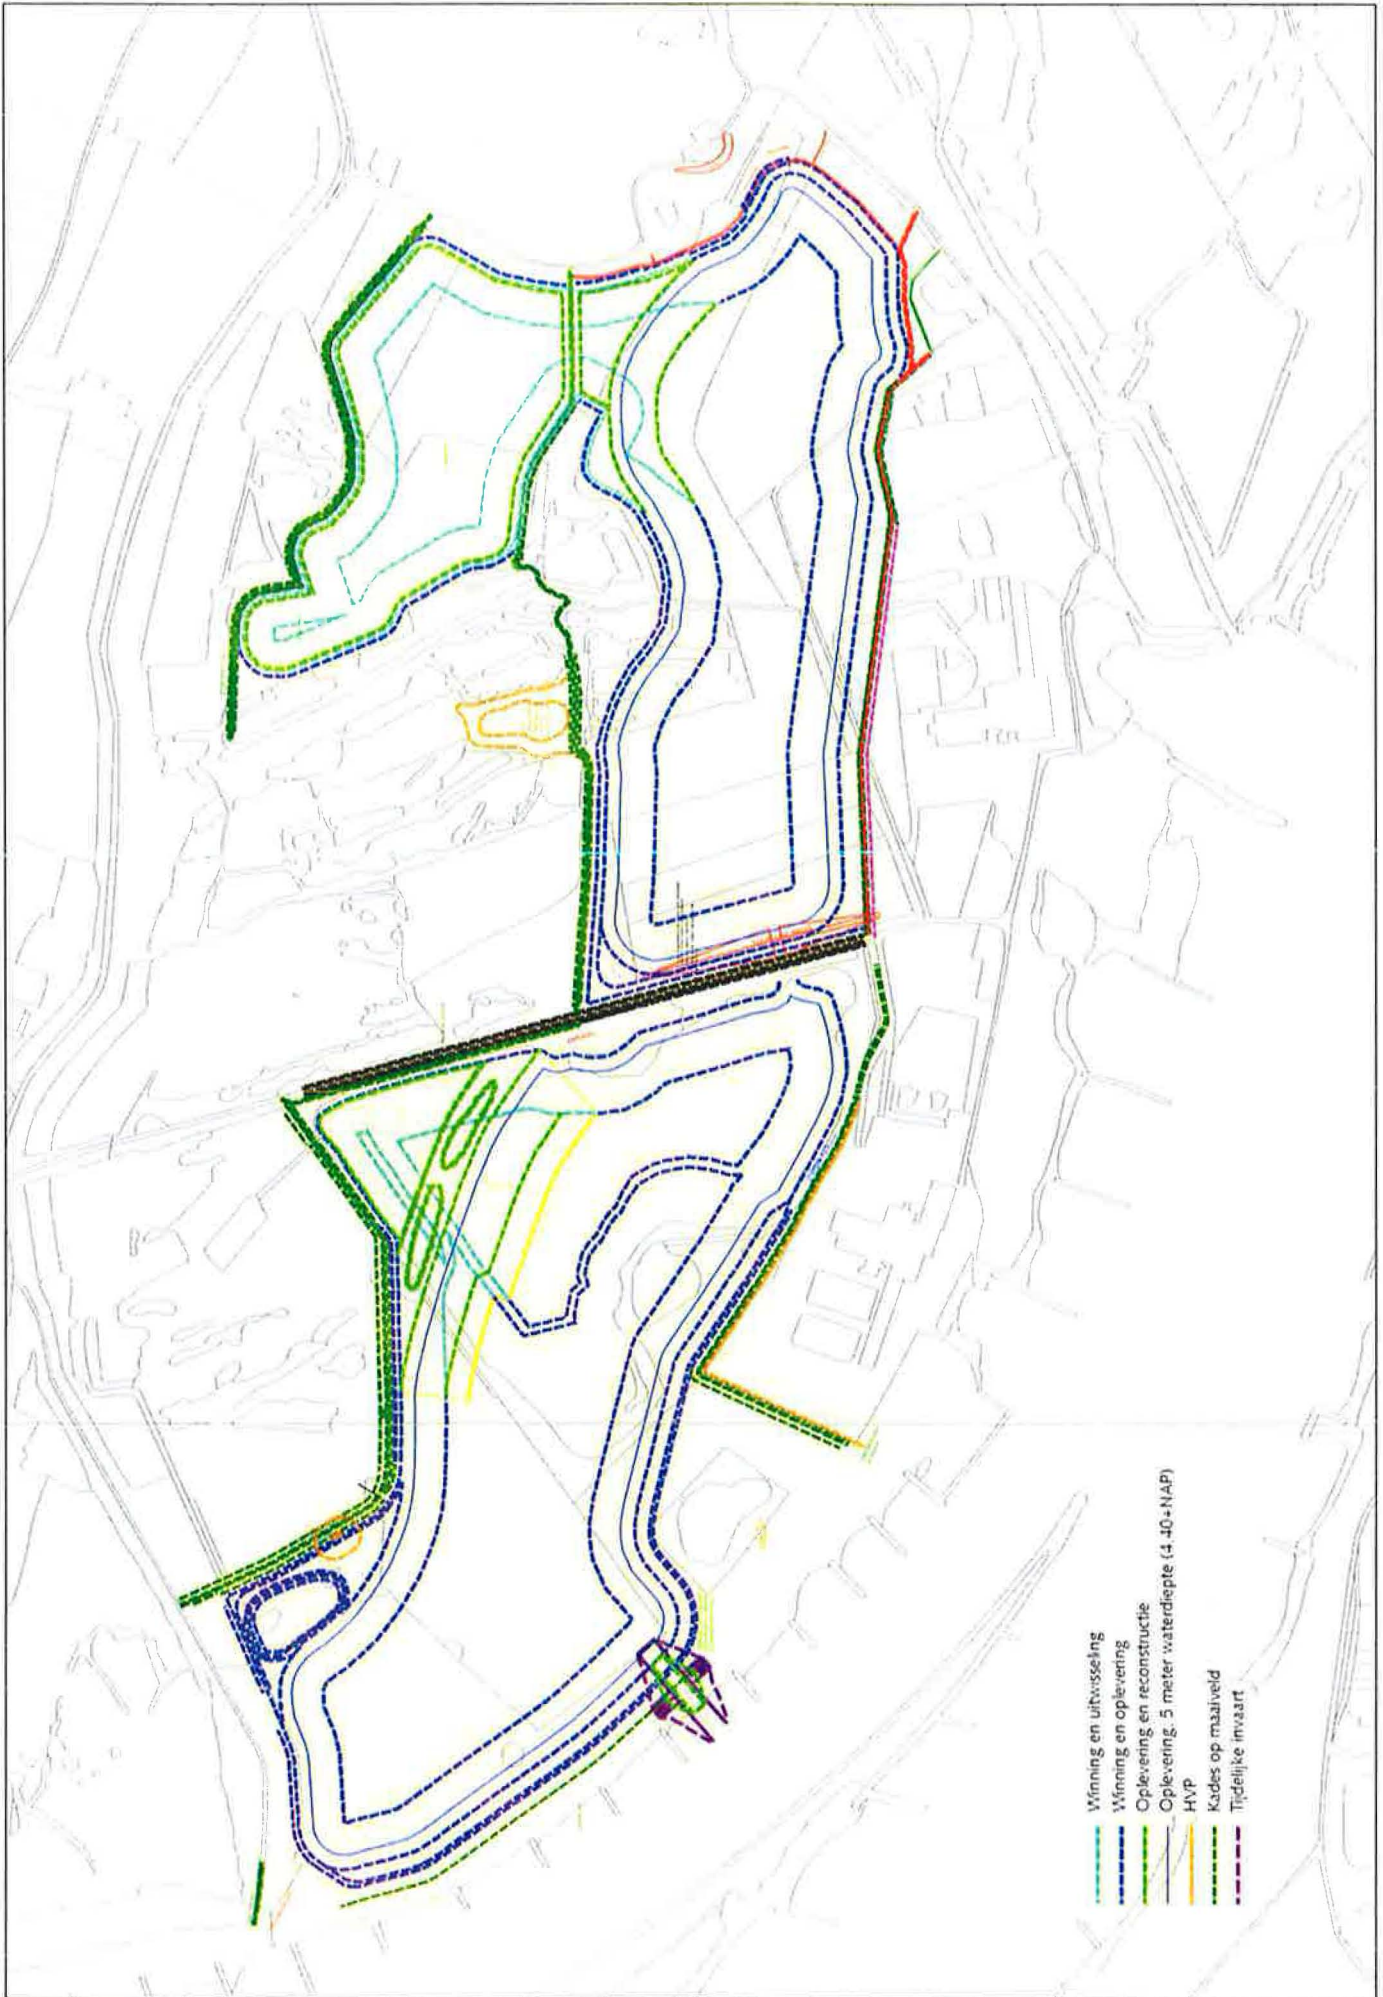 Winning en uitwisseling
Winning en oplevering
Oplevering en reconstructie
Oplevering, 5 meter waterdiepte (4.40+NAP)
HVP
Kades op maaiveld
Tijdelijke invaart